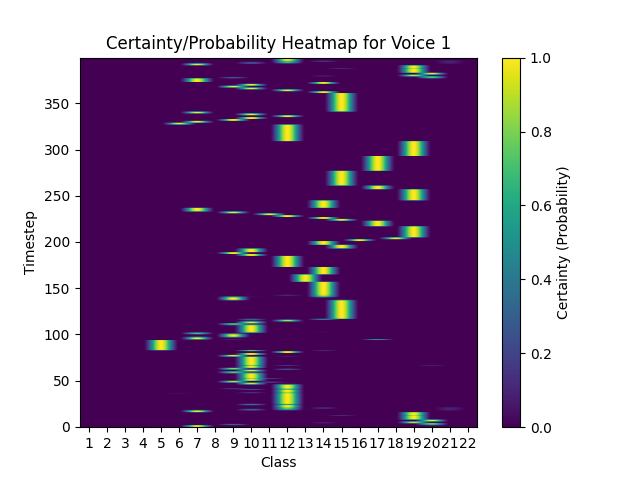 Certainty/Probability Heatmap for Voice 1
1.0
350
300
0.8
250
0.6
200
0.4
150
100
0.2
50
0
0.0
Timestep
Certainty (Probability)
1 2 3 4 5 6 7 8 9 10 11 12 13 14 15 16 17 18 19 20 21 22
Class